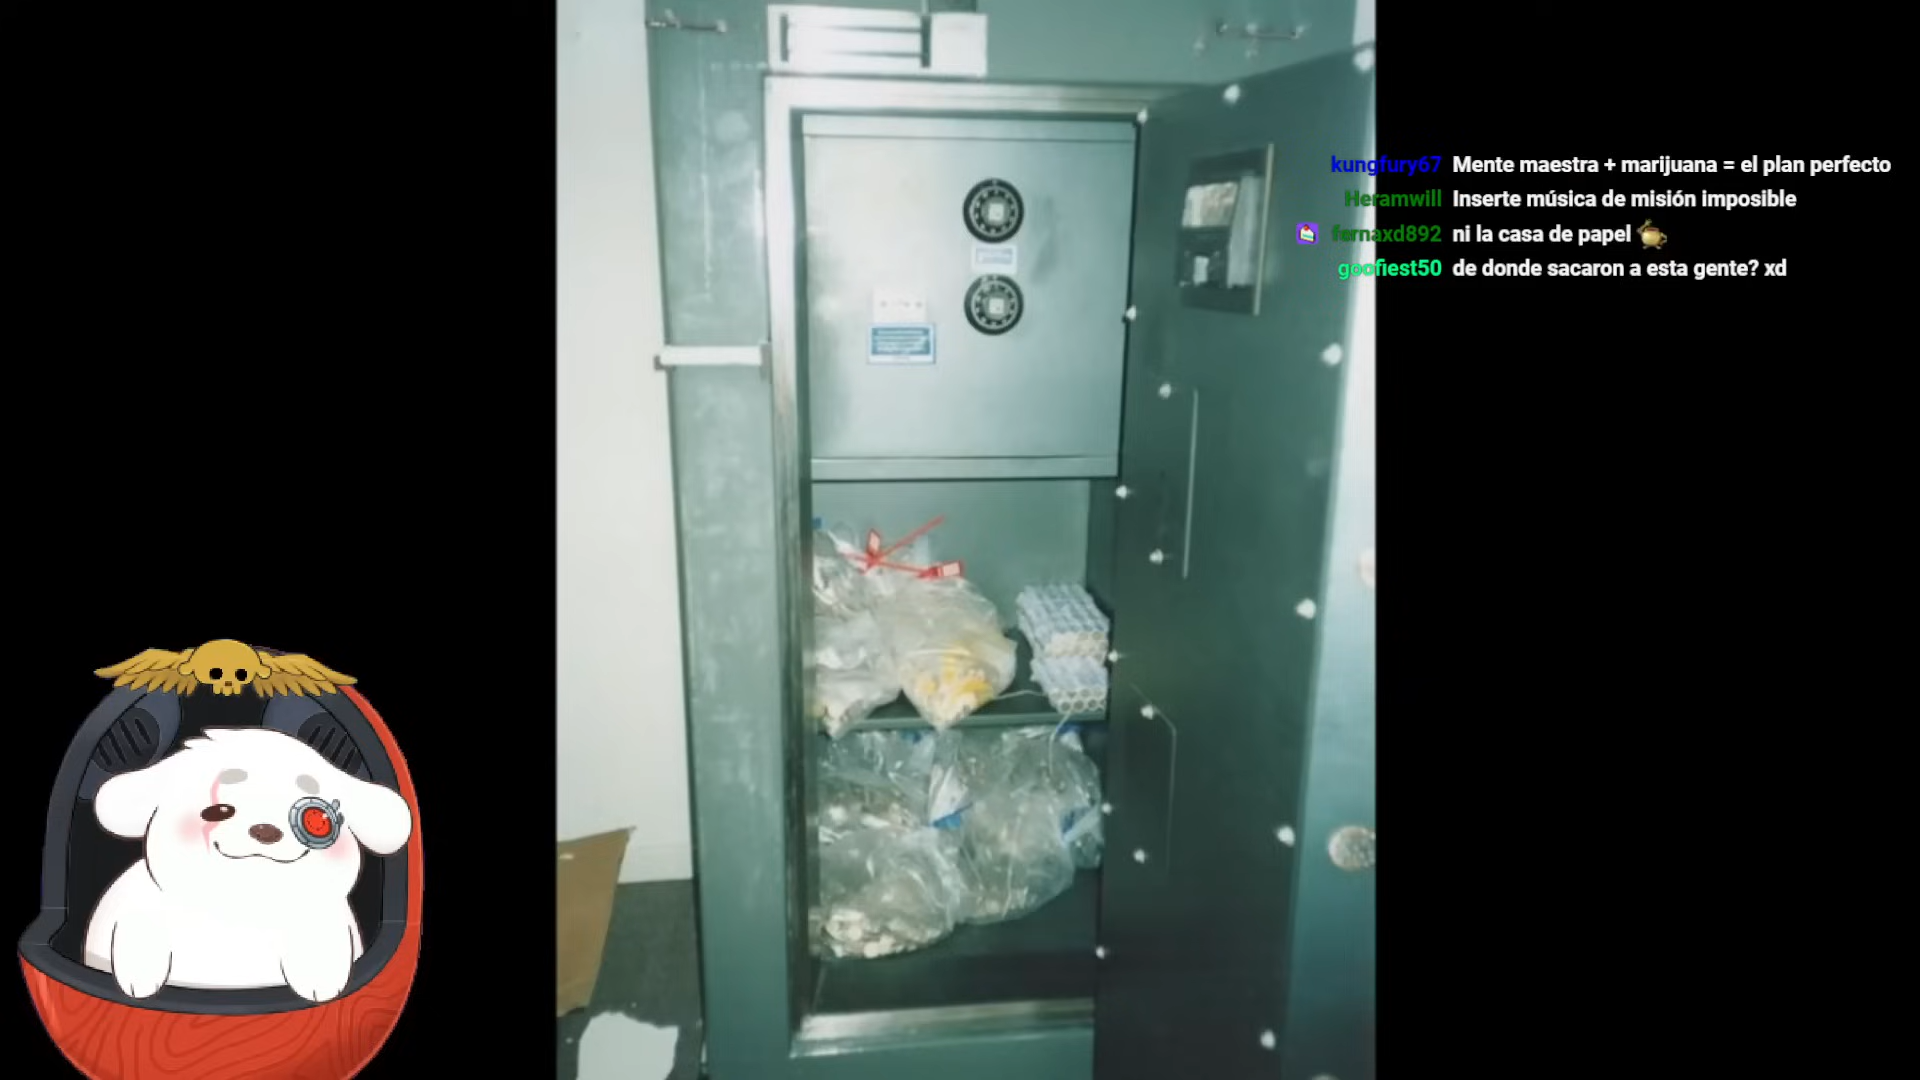 kungfury67 Mente maestra + marijuana = el plan perfecto
Heramwill Inserte música de misión imposible
fernaxd892 ni la casa de papel
goofiest50 de donde sacaron a esta gente? xd